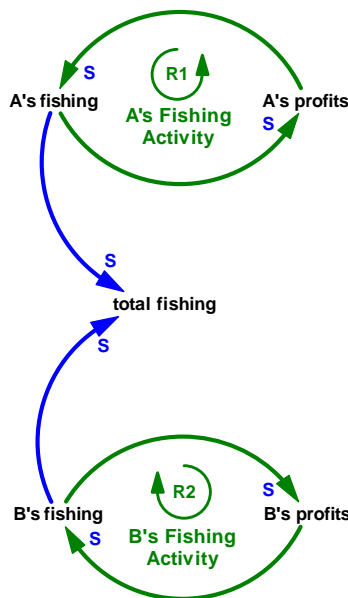 S
R1
A's fishing
A's profits
A's Fishing
Activity
S
S
total fishing
S
R2
S
B's fishing
B's profits
S
B's Fishing
Activity